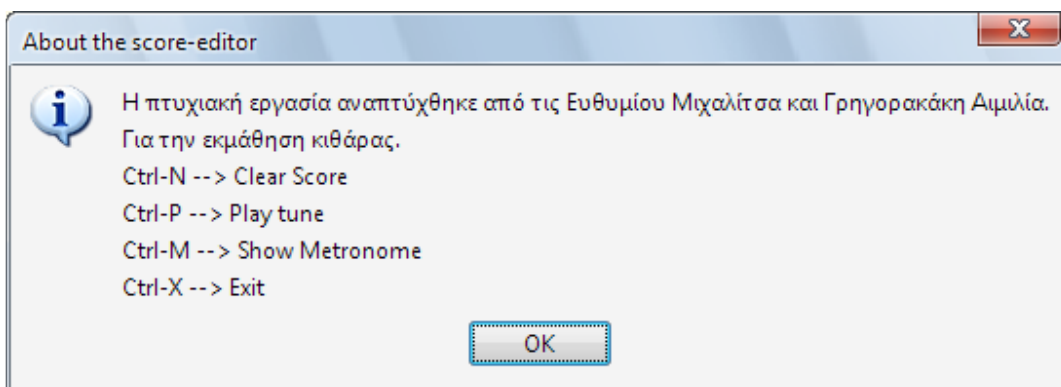 About the score-editor
Η πτυχιακή εργασία αναπτύχθηκε από τις Ευθυμίου Μιχαλίτσα και Γρηγορακάκη Αιμιλία.
Για την εκμάθηση κιθάρας.
Ctrl-N --> Clear Score
Ctrl-P --> Play tune
Ctrl-M --> Show Metronome
Ctrl-X --> Exit
OK